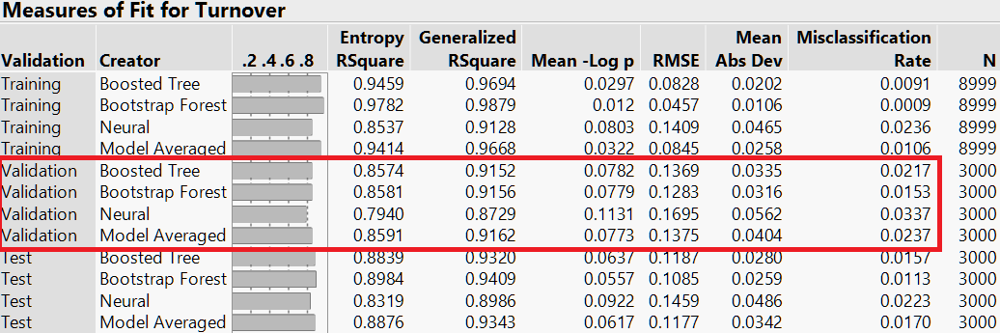 Measures of Fit for Turnover
Entropy Generalized Mean Misclassification
Validation Creator .2 .4 .6 .8 RSquare RSquare Mean -Log p RMSE Abs Dev Rate N
Training Boosted Tree 0.9459 0.9694 0.0297 0.0828 0.0202 0.0091 8999
Training Bootstrap Forest 0.9782 0.9879 0.012 0.0457 0.0106 0.0009 8999
Training Neural 0.8537 0.9128 0.0803 0.1409 0.0465 0.0236 8999
Training Model Averaged 0.9414 0.9668 0.0322 0.0845 0.0258 0.0106 8999
Validation Boosted Tree 0.8574 0.9152 0.0782 0.1369 0.0335 0.0217 3000
Validation Bootstrap Forest 0.8581 0.9156 0.0779 0.1283 0.0316 0.0153 3000
Validation Neural 0.7940 0.8729 0.1131 0.1695 0.0562 0.0337 3000
Validation Model Averaged 0.8591 0.9162 0.0773 0.1375 0.0404 0.0237 3000
Test Boosted Tree 0.8839 0.9320 0.0637 0.1187 0.0280 0.0157 3000
Test Bootstrap Forest 0.8984 0.9409 0.0557 0.1085 0.0259 0.0113 3000
Test Neural 0.8319 0.8986 0.0922 0.1459 0.0486 0.0223 3000
Test Model Averaged 0.8876 0.9343 0.0617 0.1177 0.0342 0.0170 3000